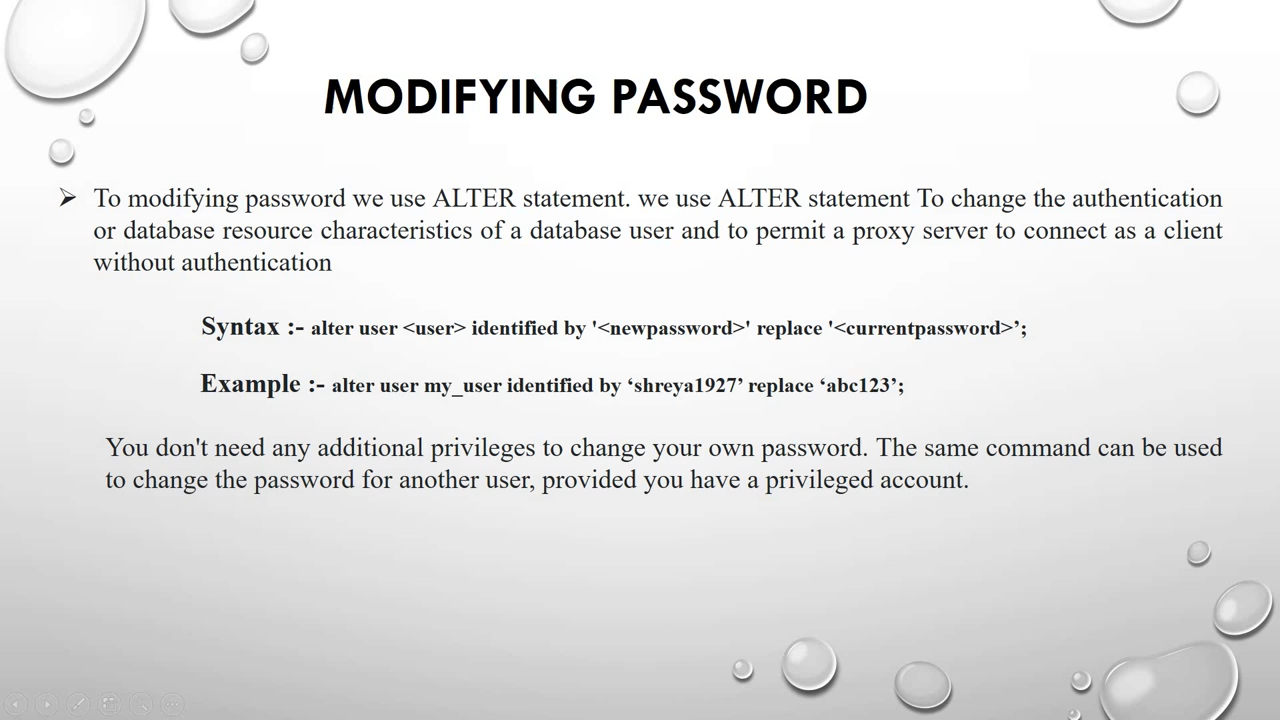 MODIFYING PASSWORD
To modifying password we use ALTER statement. we use ALTER statement To change the authentication
or database resource characteristics of a database user and to permit a proxy server to connect as a client
without authentication
Syntax :- alter user <user> identified by '<newpassword>' replace '<currentpassword>’;
Example :- alter user my_user identified by ‘shreya1927’ replace ‘abc123’;
You don't need any additional privileges to change your own password. The same command can be used
to change the password for another user, provided you have a privileged account.